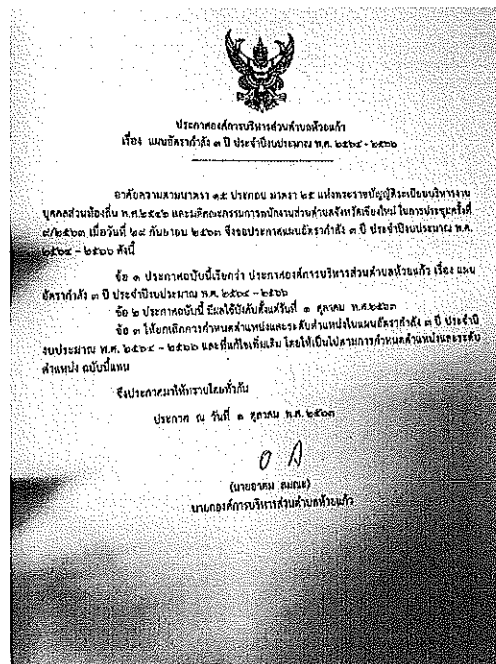 ประกาศองค์การบริหารส่วนตำบลห้วยแก้ว
เรื่อง แผนอัตรากำลัง ๓ ปี ประจำปีงบประมาณ พ.ศ. ๒๕๖๔ - ๒๕๖๖
อาศัยความตามมาตรา ๑๕ ประกอบ มาตรา ๒๕ แห่งพระราชบัญญัติระเบียบบริหารงาน
บุคคลส่วนท้องถิ่น พ.ศ.๒๕๔๒ และมติคณะกรรมการพนักงานส่วนตำบลจังหวัดเชียงใหม่ ในการประชุมครั้งที่
๙/๒๕๖๓ เมื่อวันที่ ๒๙ กันยายน ๒๕๖๓ จึงขอประกาศแผนอัตรากำลัง ๓ ปี ประจำปีงบประมาณ พ.ศ.
๒๕๖๔ – ๒๕๖๖ ดังนี้
ข้อ ๑ ประกาศฉบับนี้เรียกว่า ประกาศองค์การบริหารส่วนตำบลห้วยแก้ว เรื่อง แผน
อัตรากำลัง ๓ ปี ประจำปีงบประมาณ พ.ศ. ๒๕๖๔ – ๒๕๖๖
ข้อ ๒ ประกาศฉบับนี้ มีผลใช้บังคับตั้งแต่วันที่ ๑ ตุลาคม พ.ศ.๒๕๖๓
ข้อ ๓ ให้ยกเลิกการกำหนดตำแหน่งและระดับตำแหน่งในแผนอัตรากำลัง ๓ ปี ประจำปี
งบประมาณ พ.ศ. ๒๕๖๔ – ๒๕๖๖ และที่แก้ไขเพิ่มเติม โดยให้เป็นไปตามการกำหนดตำแหน่งและระดับ
ตำแหน่ง ฉบับนี้แทน
จึงประกาศมาให้ทราบโดยทั่วกัน
ประกาศ ณ วันที่ ๑ ตุลาคม พ.ศ. ๒๕๖๓
(นายอาคม)
นายกองค์การบริหารส่วนตำบลห้วยแก้ว